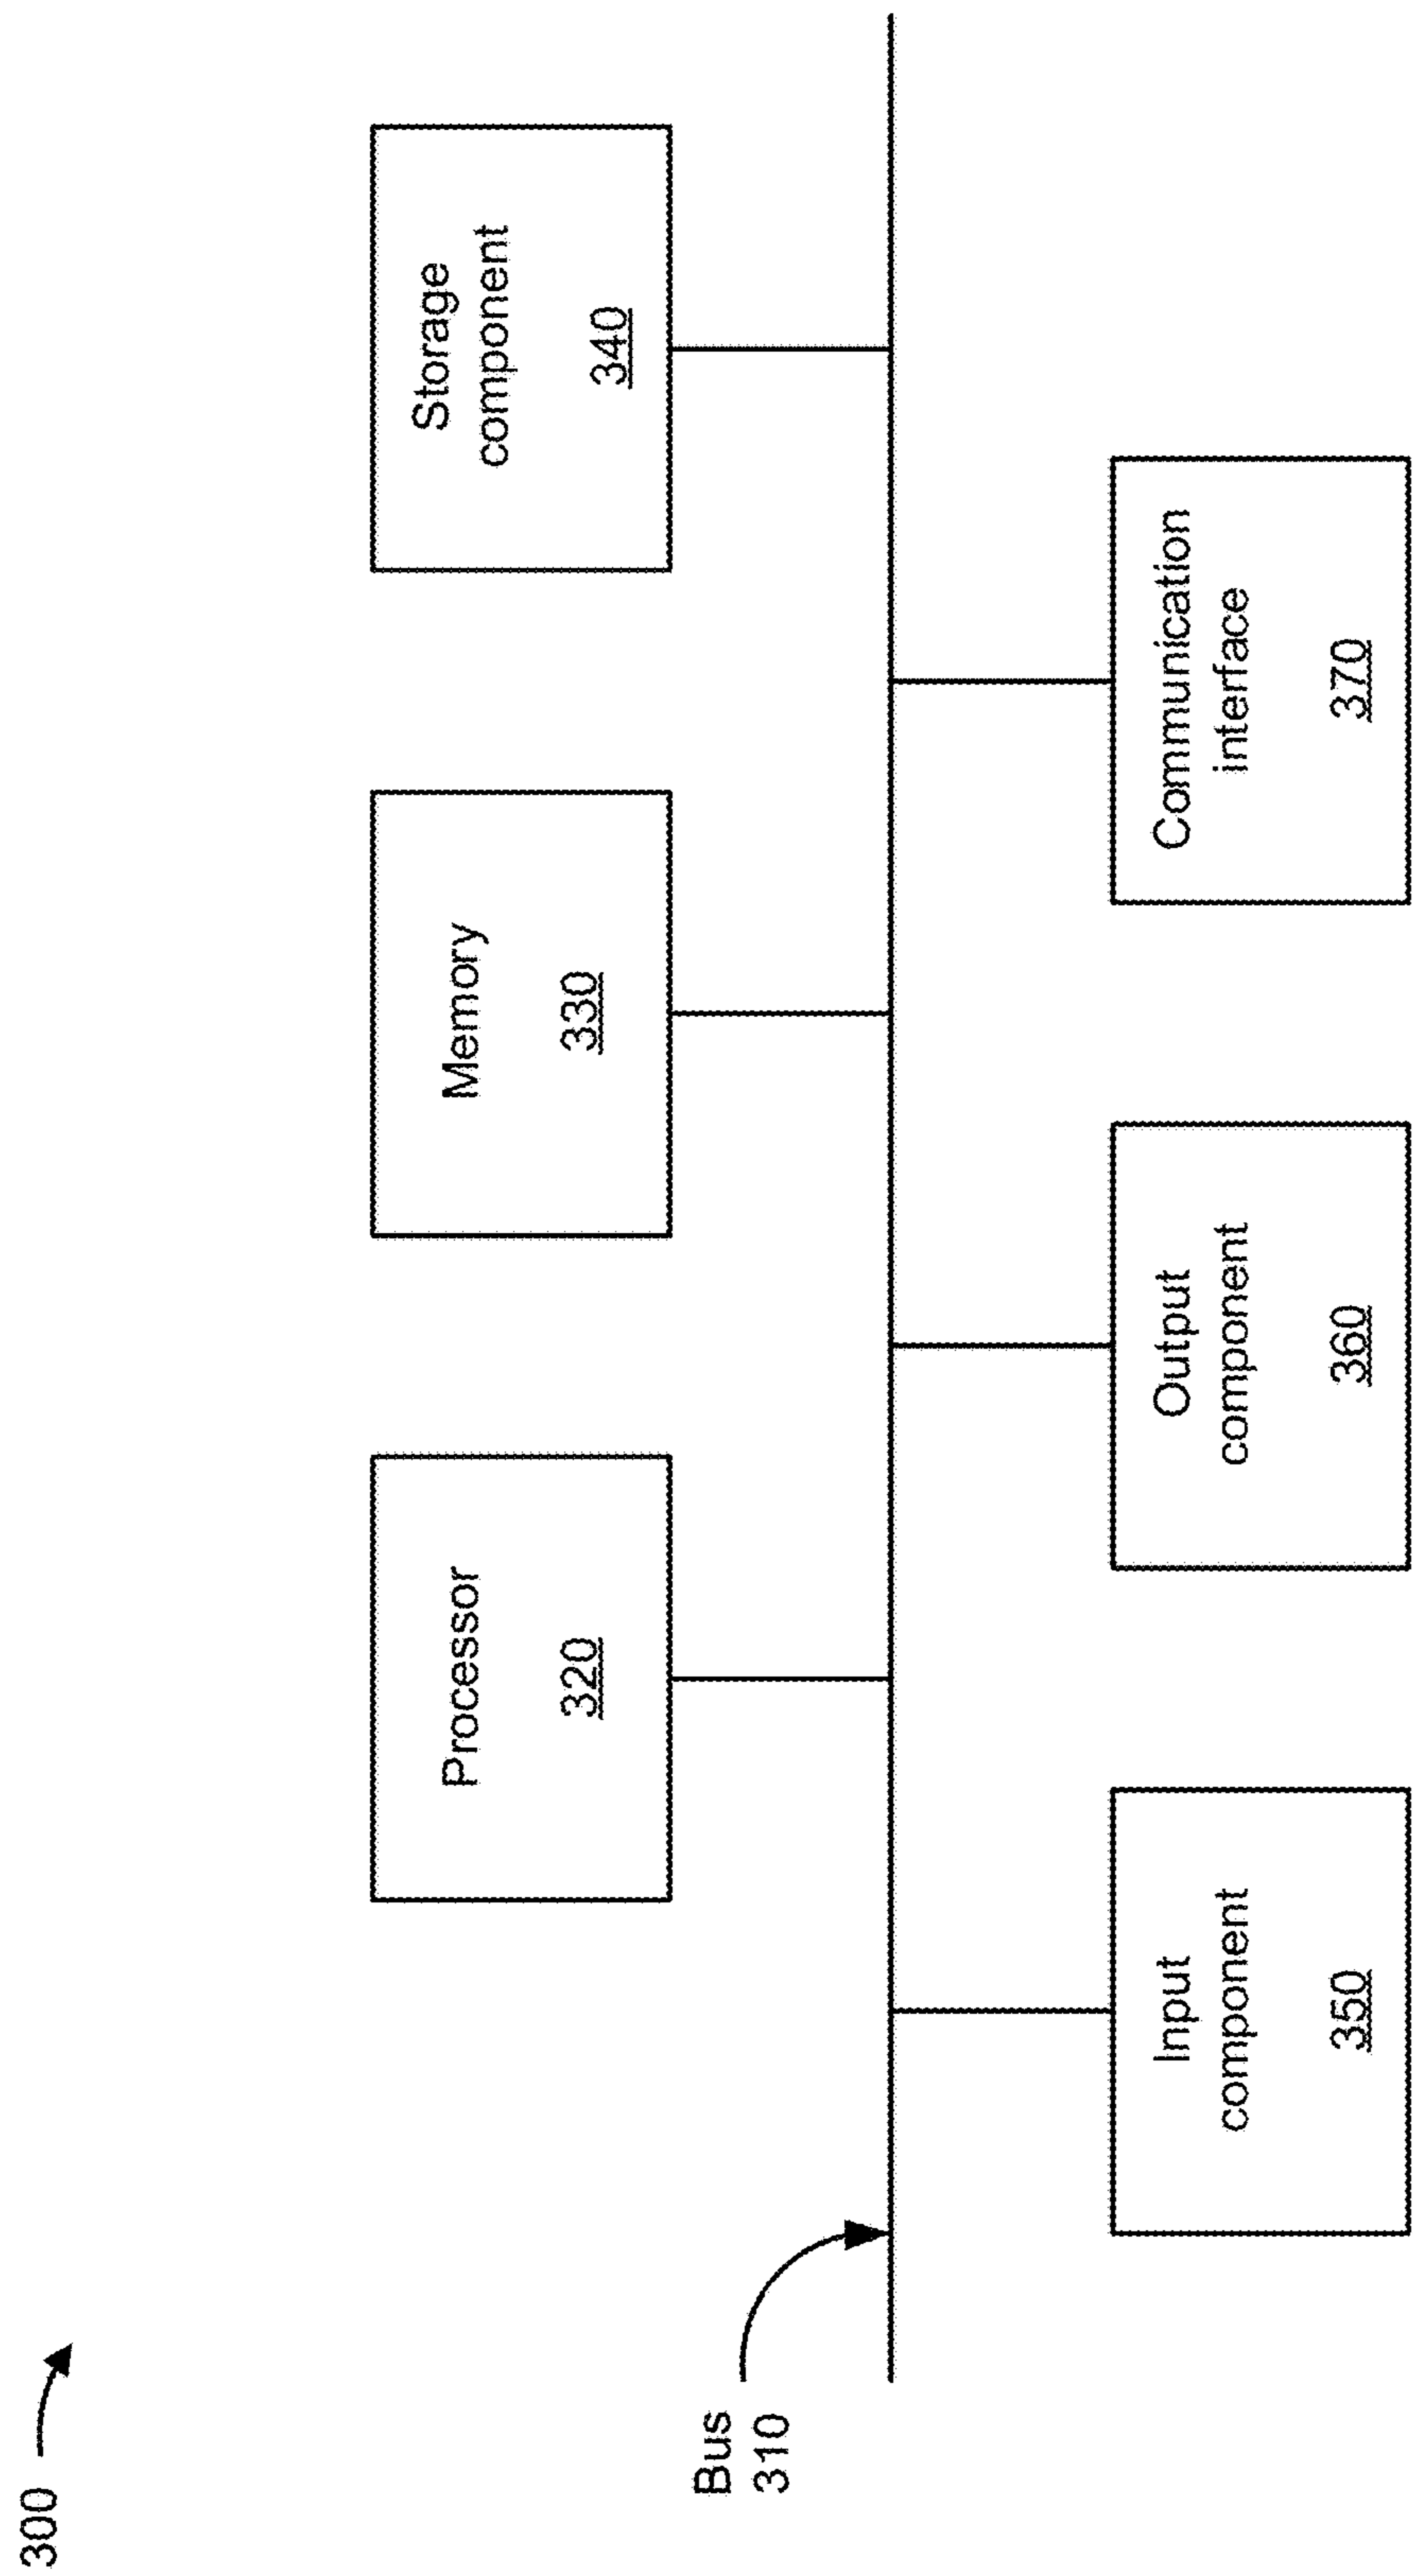 300
Processor
320
Memory
330
Storage
component
340
Bus
310
Input
component
350
Output
component
360
Communication
interface
370